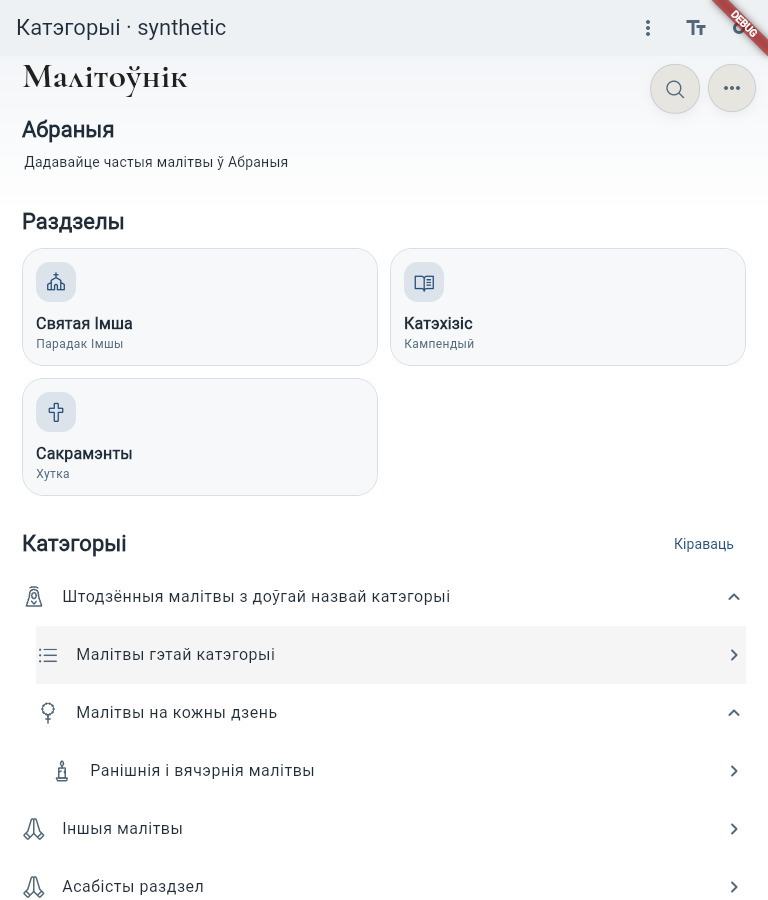 Катэгорыі · synthetic
DEBUG
Малітоўнік
Абраныя
Дадавайце частыя малітвы ў Абраныя
Раздзелы
Святая Імша
Парадак Імшы
Катэхізіс
Кампендый
Сакрамэнты
Хутка
Катэгорыі
Кіраваць
Штодзённыя малітвы з доўгай назвай катэгорыі
Малітвы гэтай катэгорыі
Малітвы на кожны дзень
Ранішнія і вячэрнія малітвы
Іншыя малітвы
Асабісты раздзел